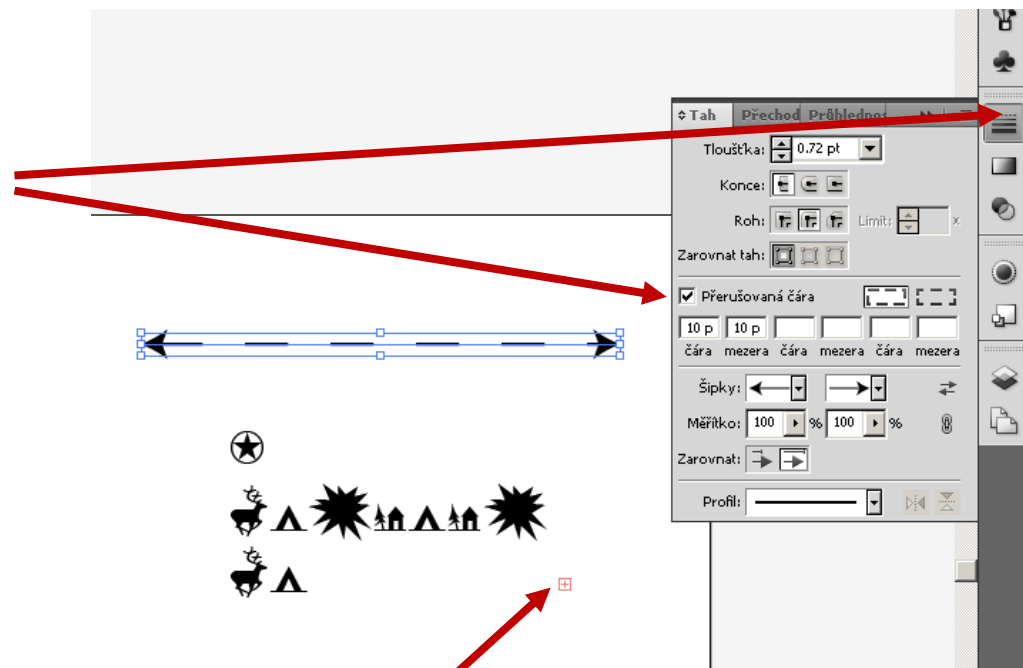 Tah Přechod Průhlednos
Tloušťka: 0.72 pt
Konce:
Roh: Limit: x
Zarovnat tah:
Přerušovaná čára
10 p 10 p
čára mezera čára mezera čára mezera
Šipky:
Měřítko: 100 % 100 %
Zarovnat:
Profil: